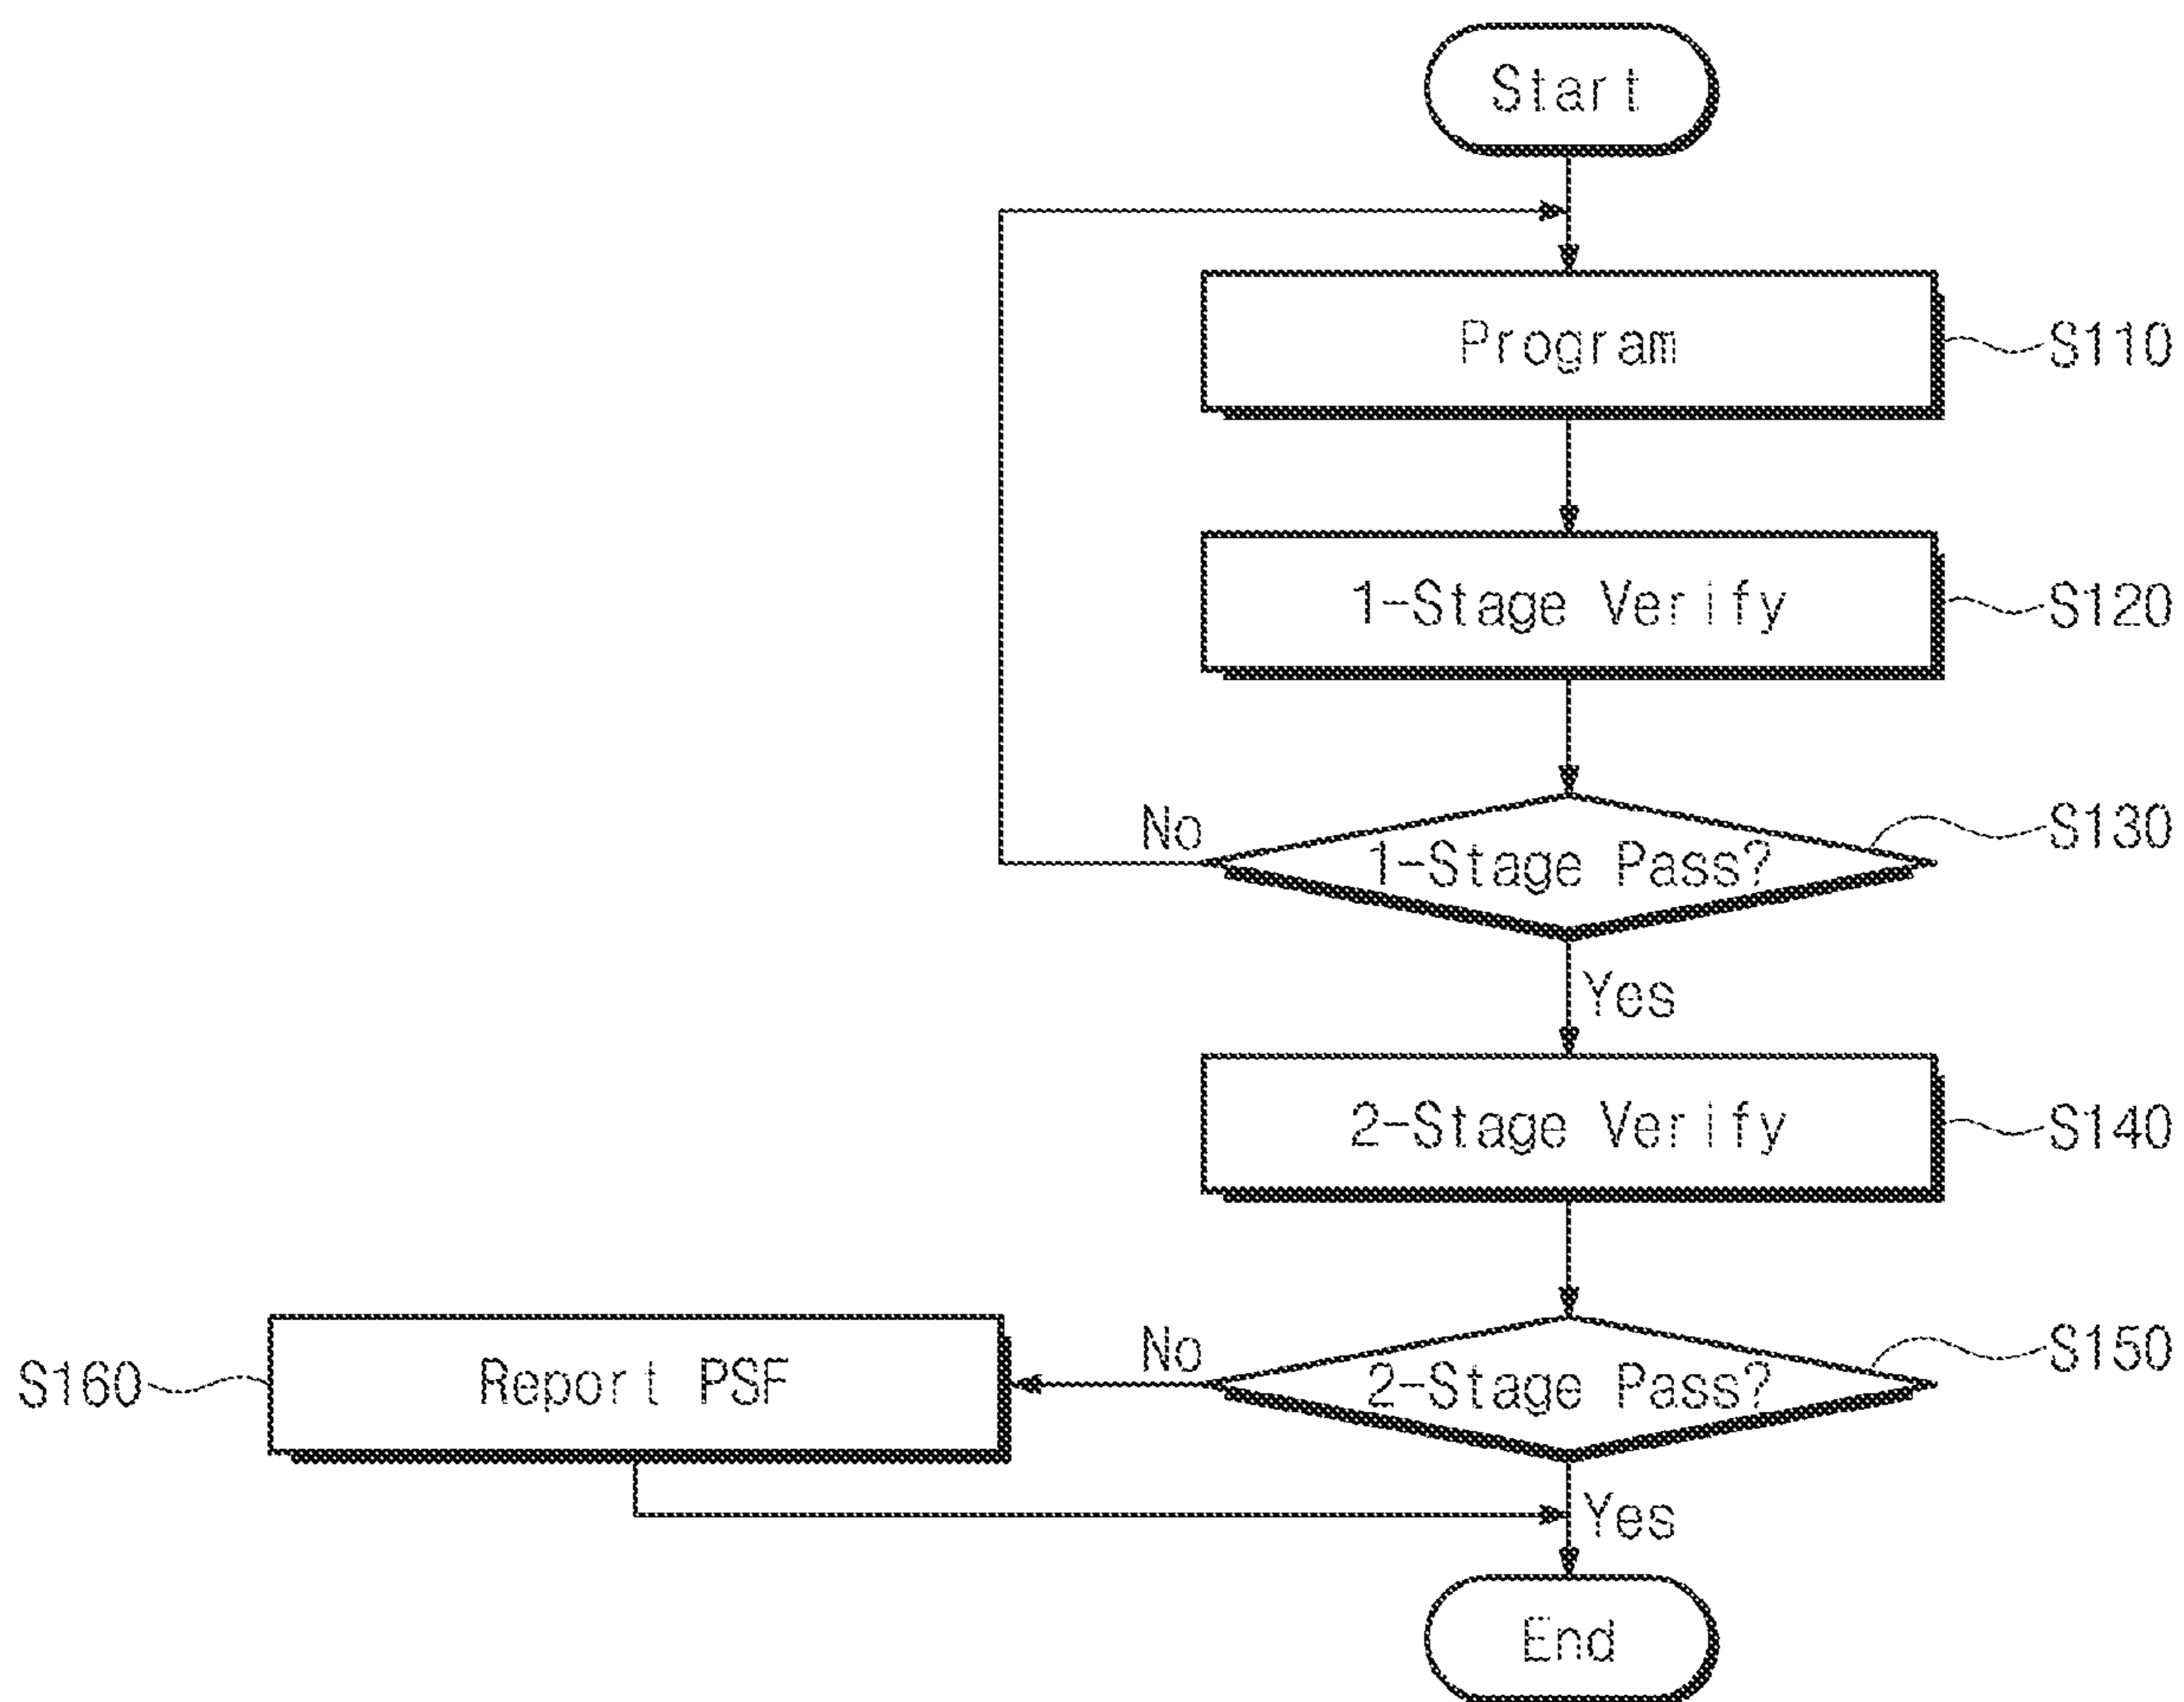 Start
Program
S110
1-Stage Verify
S120
No
1-Stage Pass?
S130
Yes
2-Stage Verify
S140
S160
Report PSF
No
2-Stage Pass?
S150
Yes
End